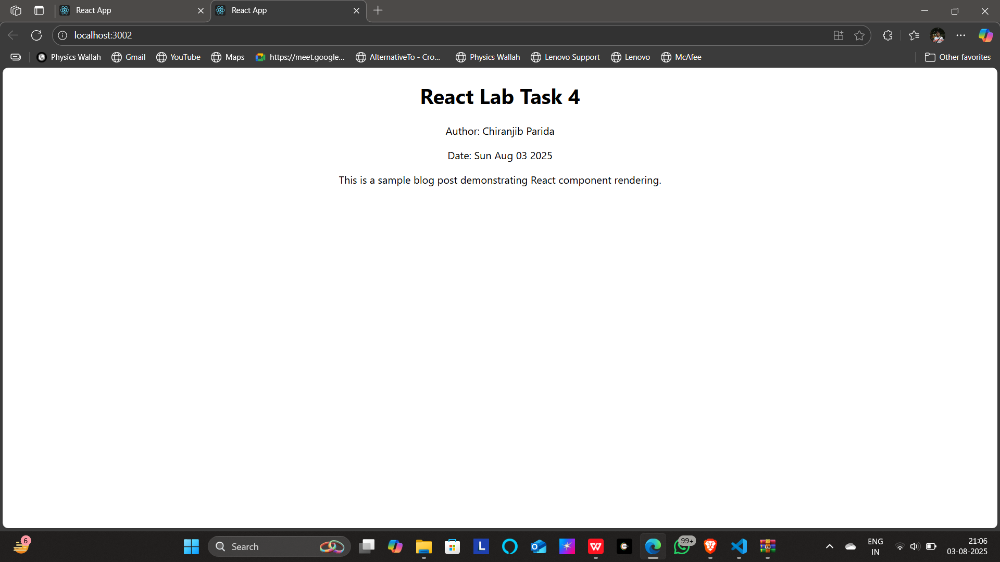 React App
React App
localhost:3002
Physics Wallah
Gmail
YouTube
Maps
https://meet.google...
AlternativeTo - Cro...
Physics Wallah
Lenovo Support
Lenovo
McAfee
Other favorites
React Lab Task 4
Author: Chiranjib Parida
Date: Sun Aug 03 2025
This is a sample blog post demonstrating React component rendering.
6
Search
L
99+
ENG
IN
21:06
03-08-2025